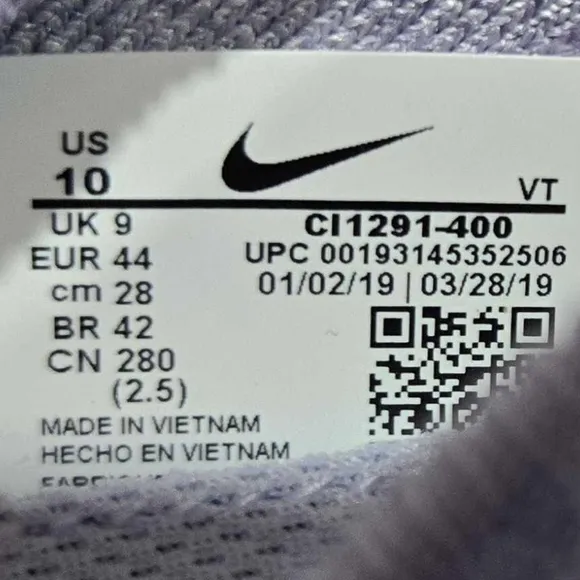 US
10
VT
UK 9
CI1291-400
EUR 44
UPC 00193145352506
cm 28
01/02/19 | 03/28/19
BR 42
CN 280
(2.5)
MADE IN VIETNAM
HECHO EN VIETNAM